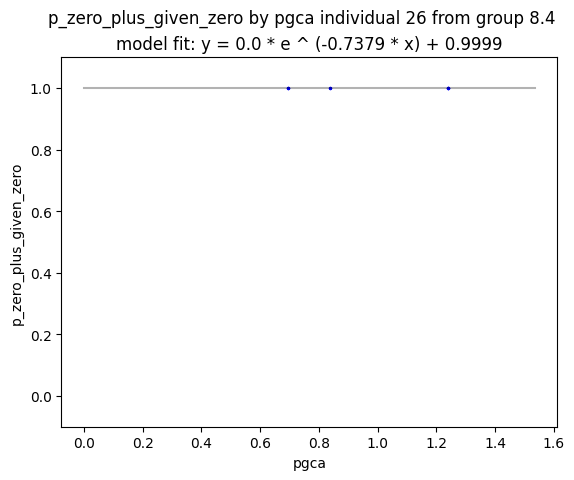 p_zero_plus_given_zero by pgca individual 26 from group 8.4
model fit: y = 0.0 * e ^ (-0.7379 * x) + 0.9999
1.0
0.8
0.6
0.4
0.2
0.0
p_zero_plus_given_zero
0.0 0.2 0.4 0.6 0.8 1.0 1.2 1.4 1.6
pgca